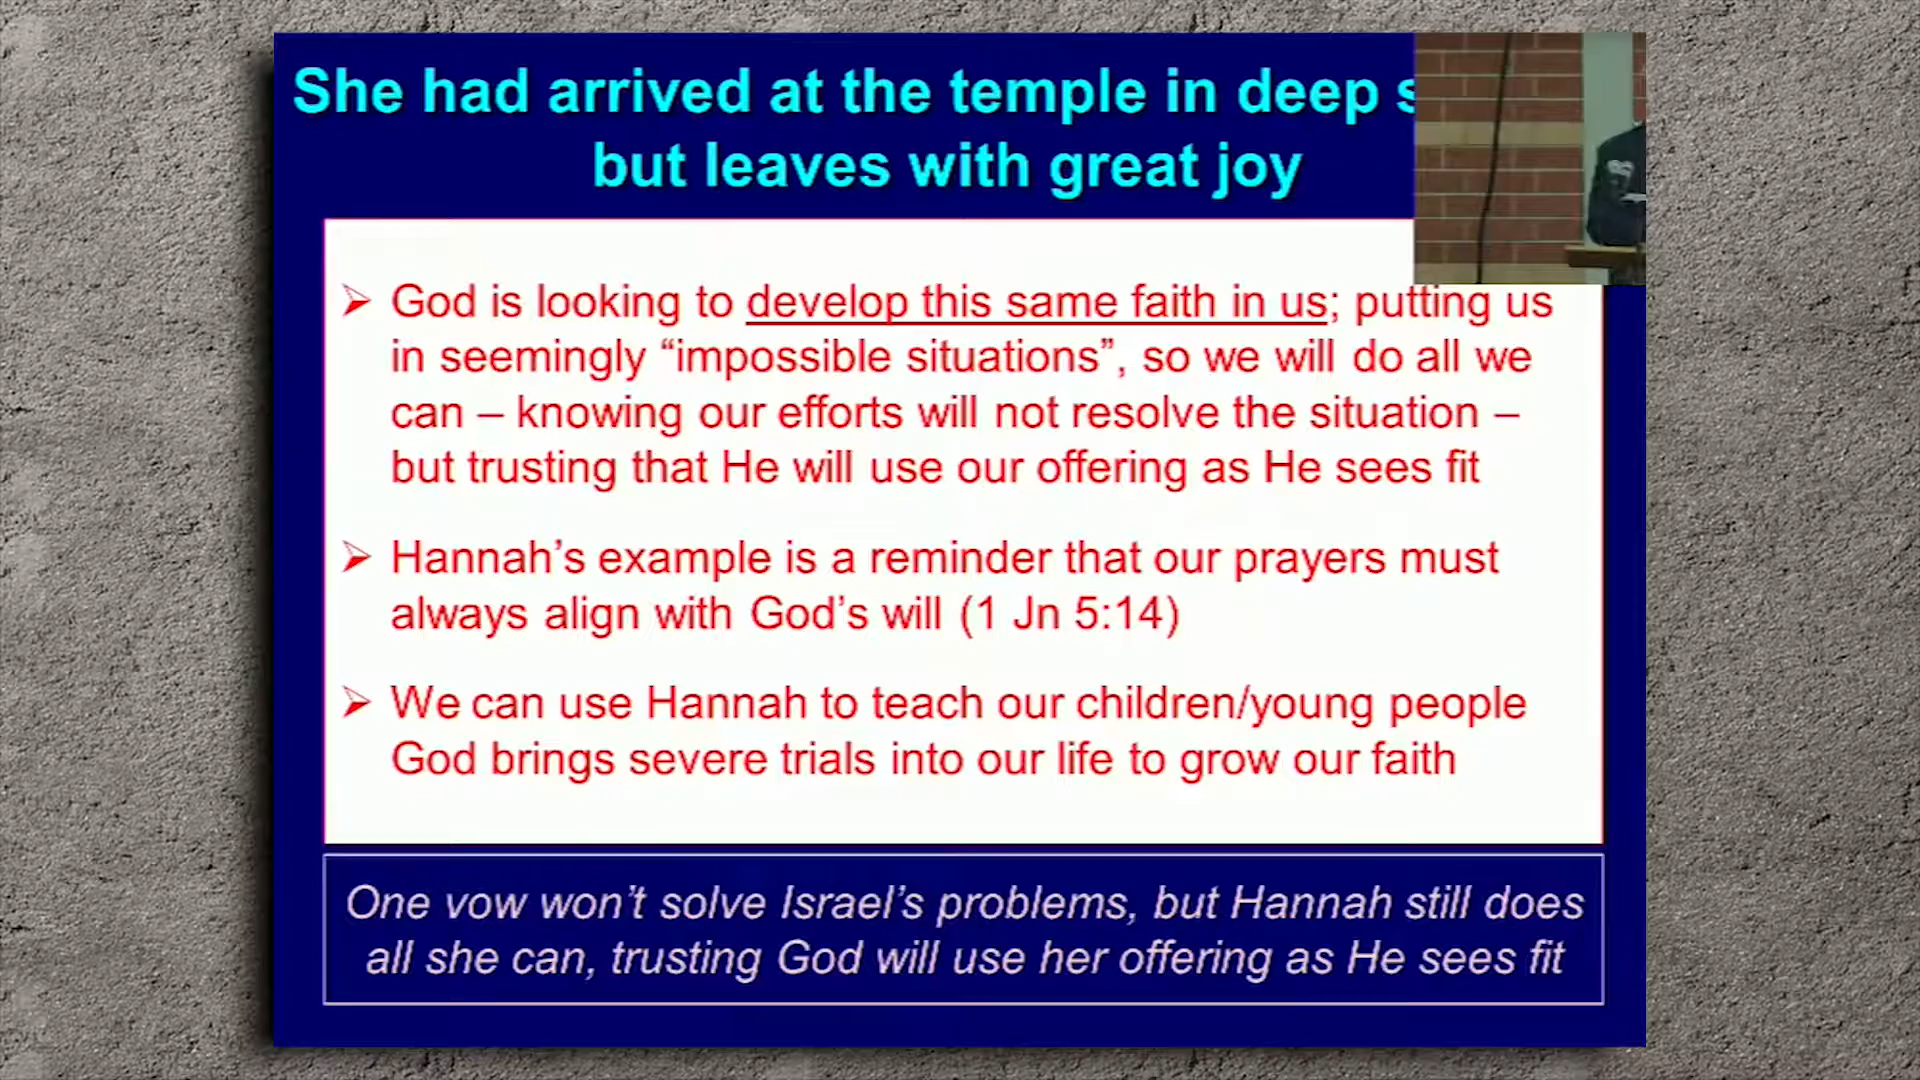 She had arrived at the temple in deep
but leaves with great joy
➢ God is looking to develop this same faith in us; putting us
in seemingly “impossible situations”, so we will do all we
can – knowing our efforts will not resolve the situation –
but trusting that He will use our offering as He sees fit
➢ Hannah’s example is a reminder that our prayers must
always align with God’s will (1 Jn 5:14)
➢ We can use Hannah to teach our children/young people
God brings severe trials into our life to grow our faith
One vow won’t solve Israel’s problems, but Hannah still does
all she can, trusting God will use her offering as He sees fit